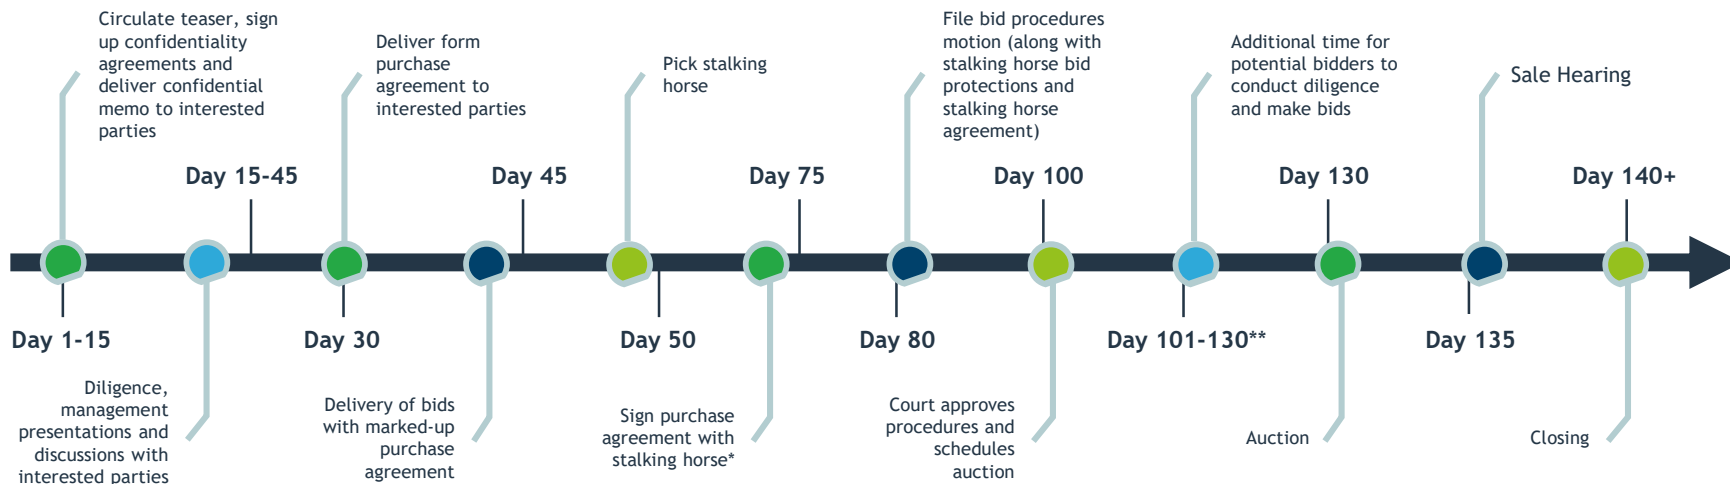 Circulate teaser, sign
up confidentiality
agreements and
deliver confidential
memo to interested
parties
Deliver form
purchase
agreement to
interested parties
Pick stalking
horse
File bid procedures
motion (along with
stalking horse bid
protections and
stalking horse
agreement)
Additional time for
potential bidders to
conduct diligence
and make bids
Sale Hearing
Day 15-45
Day 45
Day 75
Day 100
Day 130
Day 140+
Day 1-15
Day 30
Day 50
Day 80
Day 101-130**
Day 135
Diligence,
management
presentations and
discussions with
interested parties
Delivery of bids
with marked-up
purchase
agreement
Sign purchase
agreement with
stalking horse*
Court approves
procedures and
schedules
auction
Auction
Closing